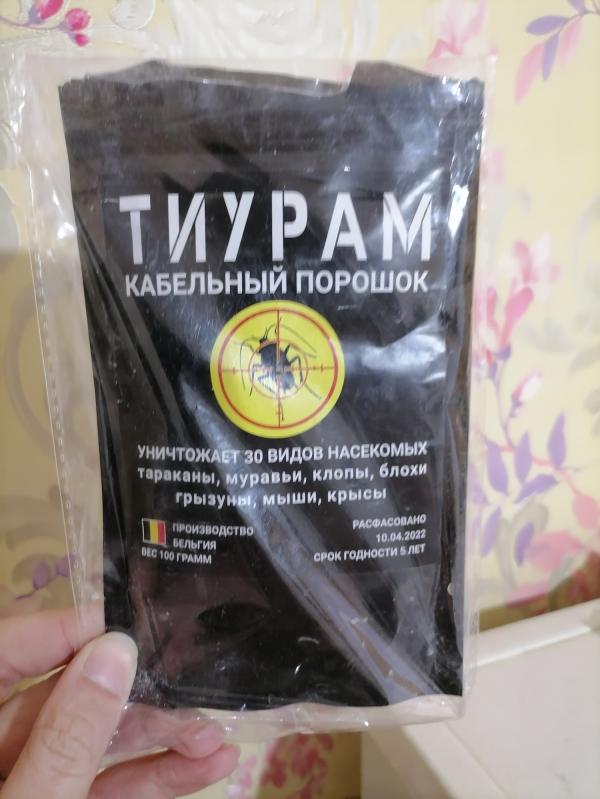 ТИУРАМ
КАБЕЛЬНЫЙ ПОРОШОК
УНИЧТОЖАЕТ 30 ВИДОВ НАСЕКОМЫХ
тараканы, муравьи, клопы, блохи
грызуны, мыши, крысы
ПРОИЗВОДСТВО
БЕЛЬГИЯ
ВЕС 100 ГРАММ
РАСФАСОВАНО
10.04.2022
СРОК ГОДНОСТИ 5 ЛЕТ